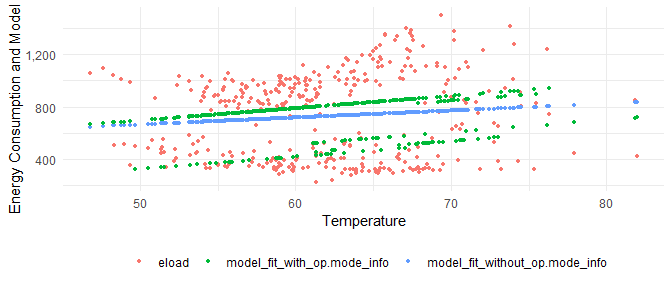 Energy Consumption and Model
1,200
800
400
50
60
70
80
Temperature
eload
model_fit_with_op.mode_info
model_fit_without_op.mode_info